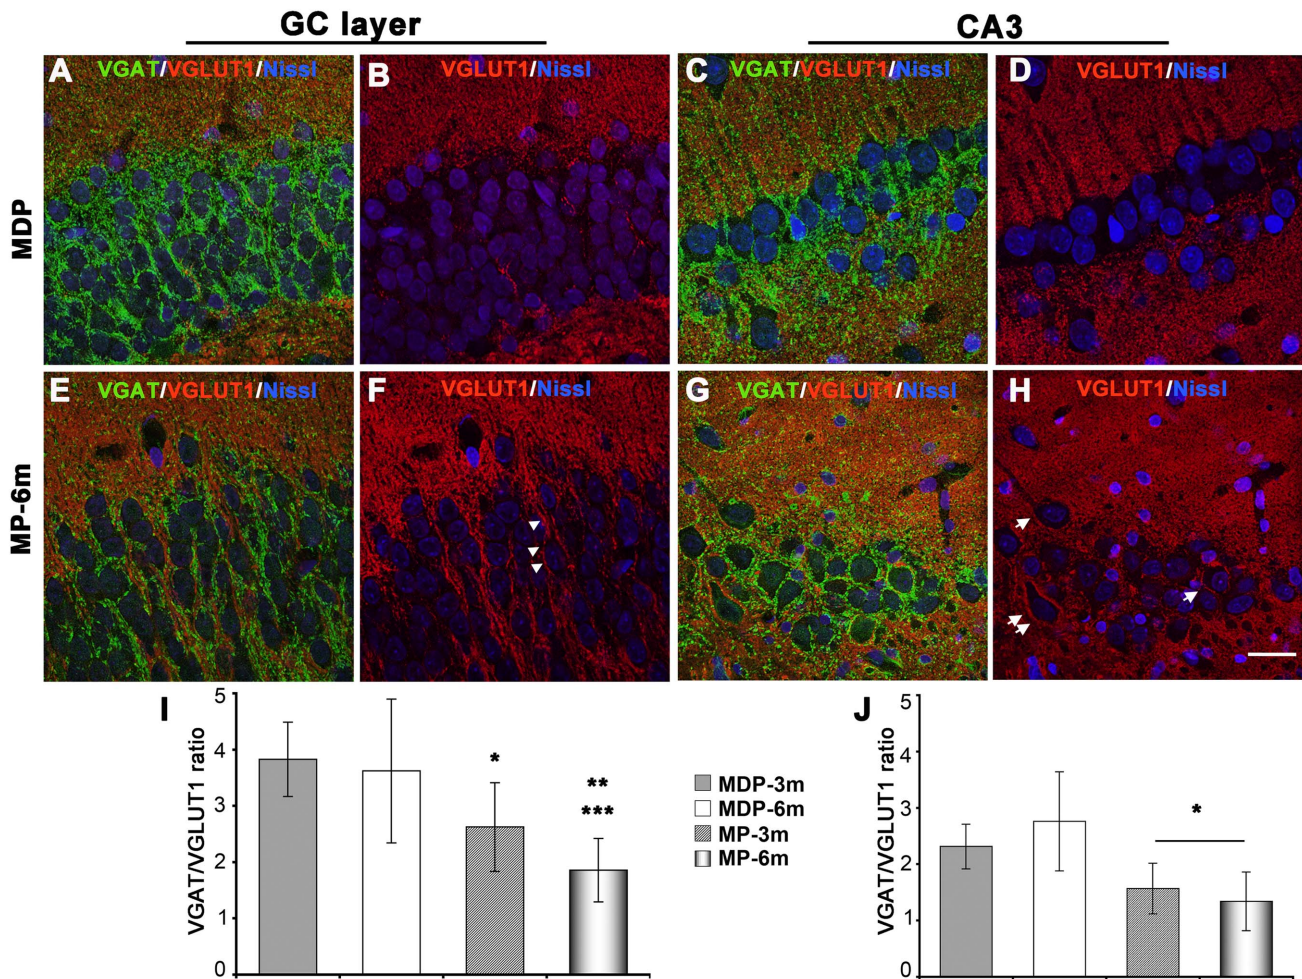 GC layer
CA3
MDP
A VGAT/VGLUT1/Nissl
B VGLUT1/Nissl
C VGAT/VGLUT1/Nissl
D VGLUT1/Nissl
MP-6m
E VGAT/VGLUT1/Nissl
F VGLUT1/Nissl
G VGAT/VGLUT1/Nissl
H VGLUT1/Nissl
I
VGAT/VGLUT1 ratio
5
4
3
2
1
0
*
**
***
MDP-3m
MDP-6m
MP-3m
MP-6m
J
VGAT/VGLUT1 ratio
5
4
3
2
1
0
*